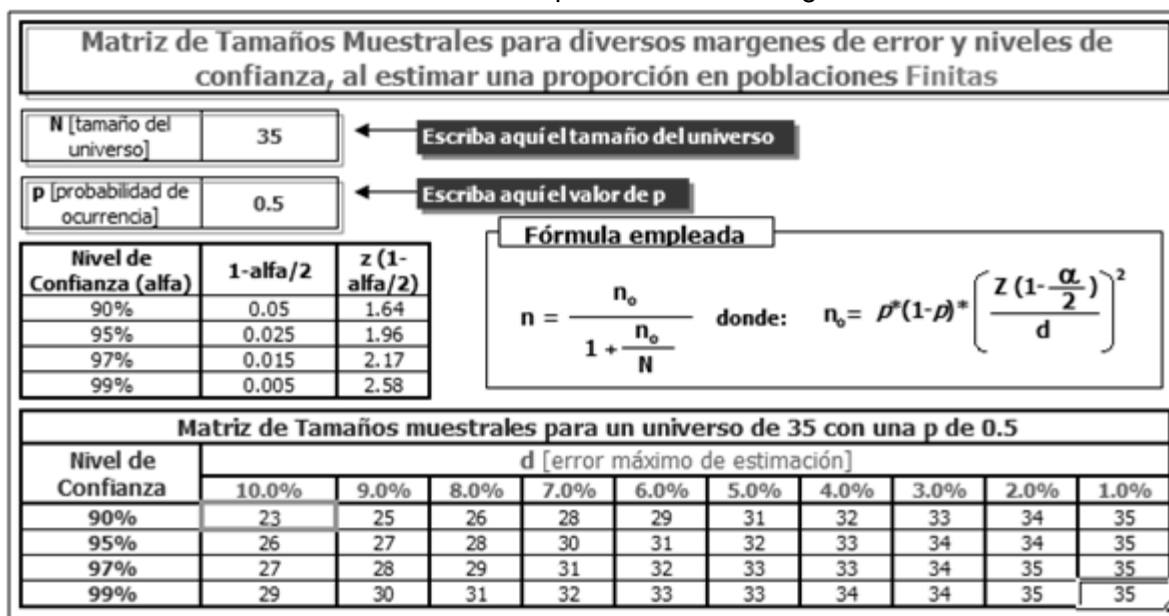 Matriz de Tamaños Muestrales para diversos margenes de error y niveles de
confianza, al estimar una proporción en poblaciones Finitas
N [tamaño del
universo]
35
Escriba aquí el tamaño del universo
p [probabilidad de
ocurrencia]
0.5
Escriba aquí el valor de p
Nivel de
Confianza (alfa)
1-alfa/2
z (1-
alfa/2)
90% 0.05 1.64
95% 0.025 1.96
97% 0.015 2.17
99% 0.005 2.58
Fórmula empleada
n = n₀ / (1 + n₀/N) donde: n₀ = p*(1-p)* (Z (1-α/2) / d)²
Matriz de Tamaños muestrales para un universo de 35 con una p de 0.5
Nivel de
Confianza
d [error máximo de estimación]
10.0% 9.0% 8.0% 7.0% 6.0% 5.0% 4.0% 3.0% 2.0% 1.0%
90% 23 25 26 28 29 31 32 33 34 35
95% 26 27 28 30 31 32 33 34 34 35
97% 27 28 29 31 32 33 33 34 35 35
99% 29 30 31 32 33 33 34 34 35 35